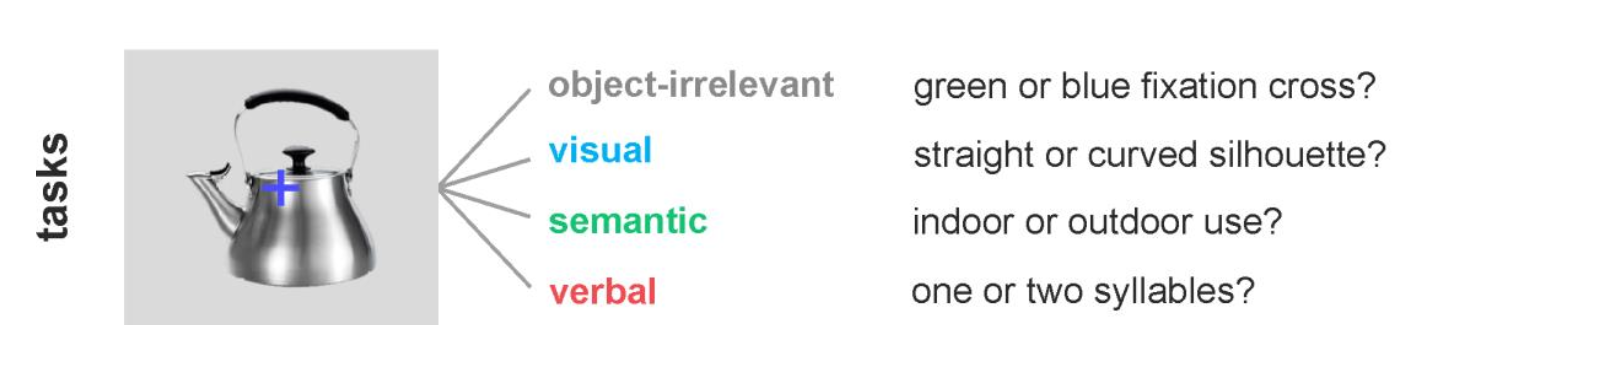 tasks
object-irrelevant green or blue fixation cross?
visual straight or curved silhouette?
semantic indoor or outdoor use?
verbal one or two syllables?